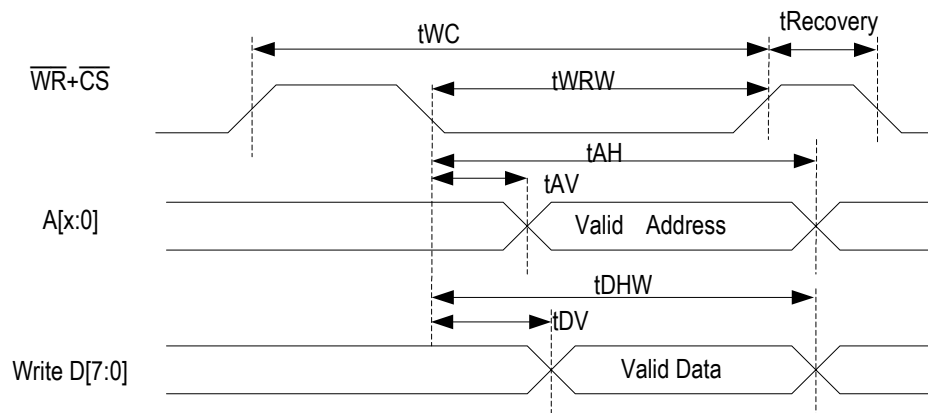 tWC
tRecovery
WR+CS
tWRW
tAH
tAV
A[x:0]
Valid Address
tDHW
tDV
Write D[7:0]
Valid Data